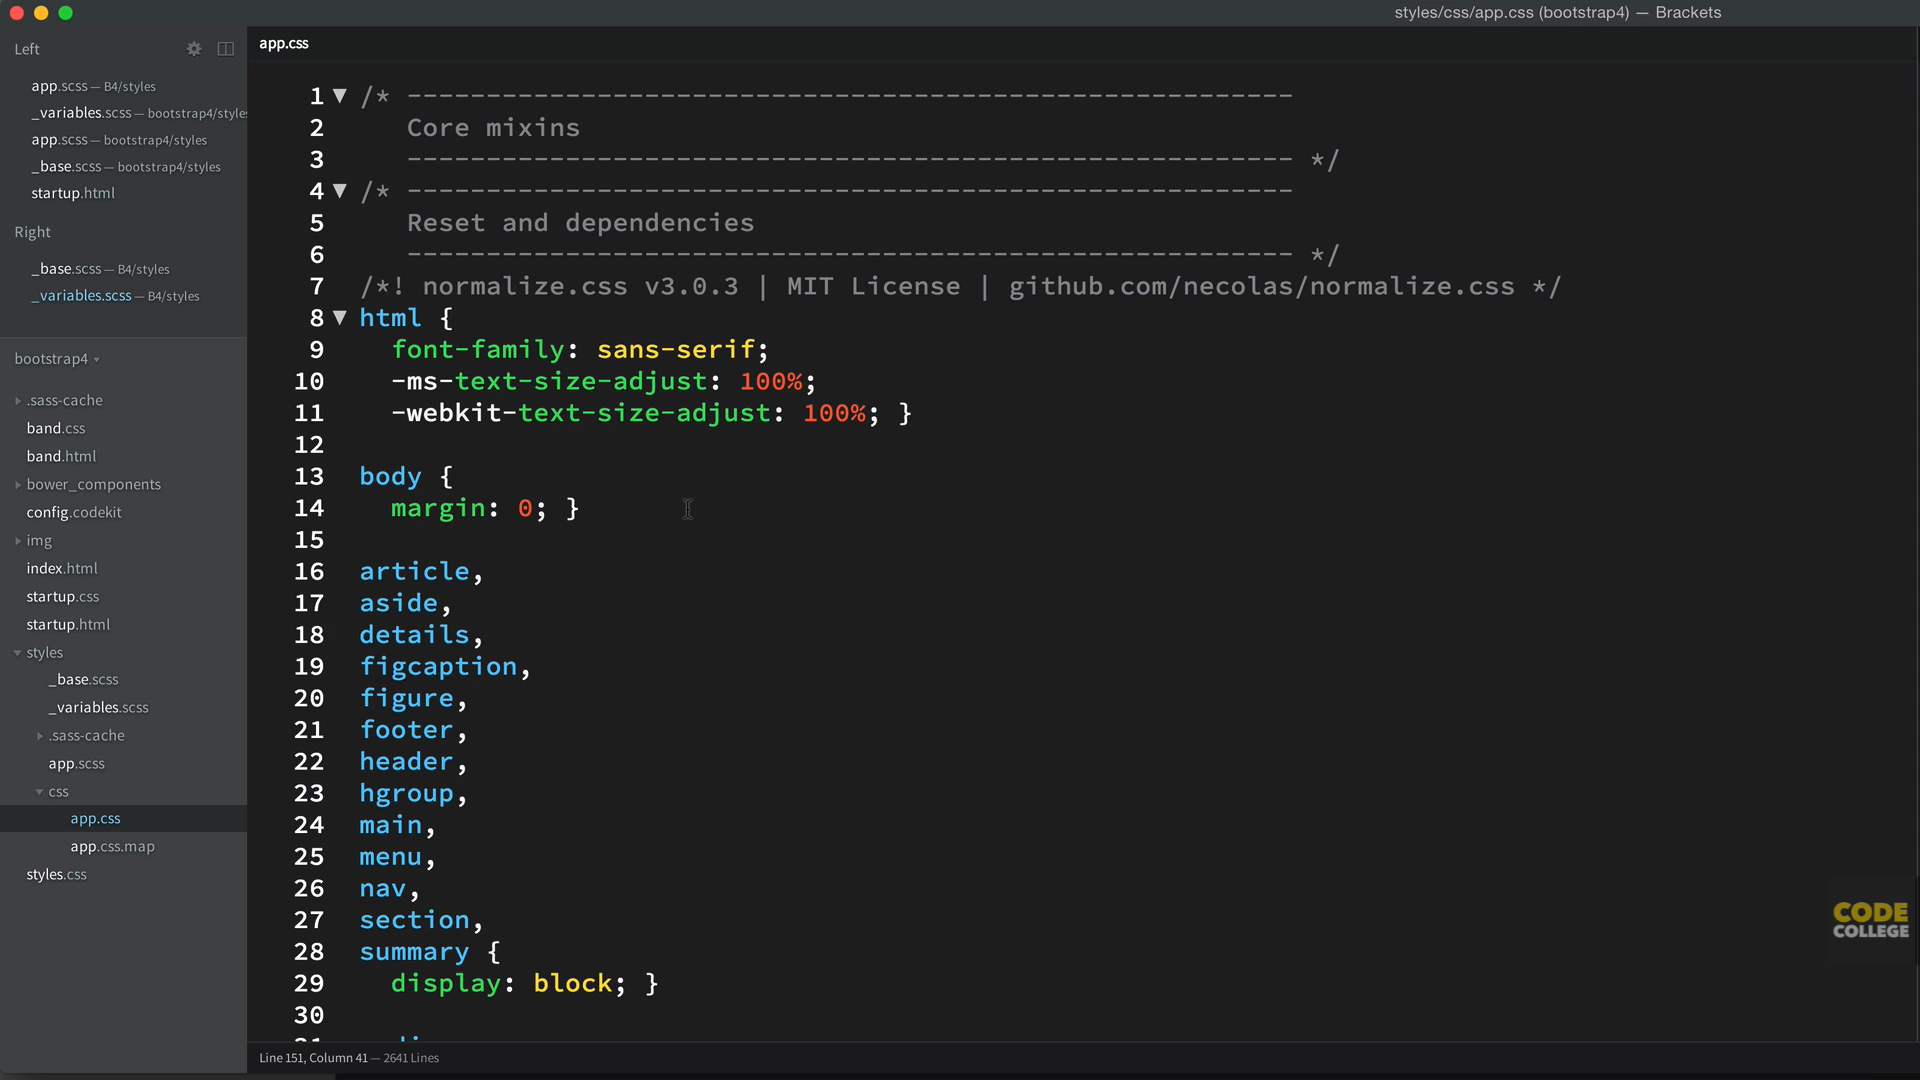 styles/css/app.css (bootstrap4) — Brackets
Left
app.scss — B4/styles
_variables.scss — bootstrap4/styles
app.scss — bootstrap4/styles
_base.scss — bootstrap4/styles
startup.html
Right
_base.scss — B4/styles
_variables.scss — B4/styles
bootstrap4
.sass-cache
band.css
band.html
bower_components
config.codekit
img
index.html
startup.css
startup.html
styles
_base.scss
_variables.scss
.sass-cache
app.scss
css
app.css
app.css.map
styles.css
app.css
1 /* --------------------------------------------------------
2 Core mixins
3 -------------------------------------------------------- */
4 /* --------------------------------------------------------
5 Reset and dependencies
6 -------------------------------------------------------- */
7 /*! normalize.css v3.0.3 | MIT License | github.com/necolas/normalize.css */
8 html {
9 font-family: sans-serif;
10 -ms-text-size-adjust: 100%;
11 -webkit-text-size-adjust: 100%; }
12
13 body {
14 margin: 0; }
15
16 article,
17 aside,
18 details,
19 figcaption,
20 figure,
21 footer,
22 header,
23 hgroup,
24 main,
25 menu,
26 nav,
27 section,
28 summary {
29 display: block; }
30
CODE
COLLEGE
Line 151, Column 41 — 2641 Lines